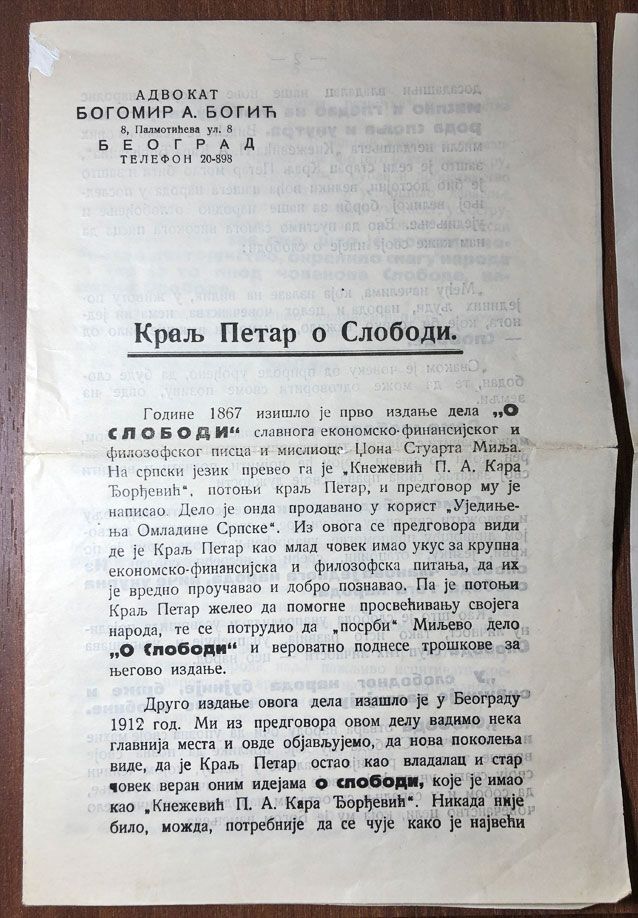 АДВОКАТ
БОГОМИР А. БОГИЋ
8, Палмотићева ул. 8
БЕОГРАД
ТЕЛЕФОН 20-898
Краљ Петар о Слободи.
Године 1867 изишло је прво издање дела „О
СЛОБОДИ“ славнога економско-финансијског и
филозофског писца и мислиоца Џона Стуарта Миља.
На српски језик превео га је „Кнежевић П. А. Кара
Ђорђевић“, потоњи краљ Петар, и предговор му је
написао. Дело је онда продавано у корист „Уједиње-
ња Омладине Српске“. Из овога се предговора види
де је Краљ Петар као млад човек имао укус за крупна
економско-финансијска и филозофска питања, да их
је вредно проучавао и добро познавао. Па је потоњи
Краљ Петар желео да помогне просвећивању својега
народа, те се потрудио да „посрби“ Миљево дело
„О Слободи“ и вероватно поднесе трошкове за
његово издање.
Друго издање овога дела изашло је у Београду
1912 год. Ми из предговора овом делу вадимо нека
главнија места и овде објављујемо, да нова поколења
виде, да је Краљ Петар остао као владалац и стар
човек веран оним идејама о слободи, које је имао
као „Кнежевић П. А. Кара Ђорђевић“. Никада није
било, можда, потребније да се чује како је највећи